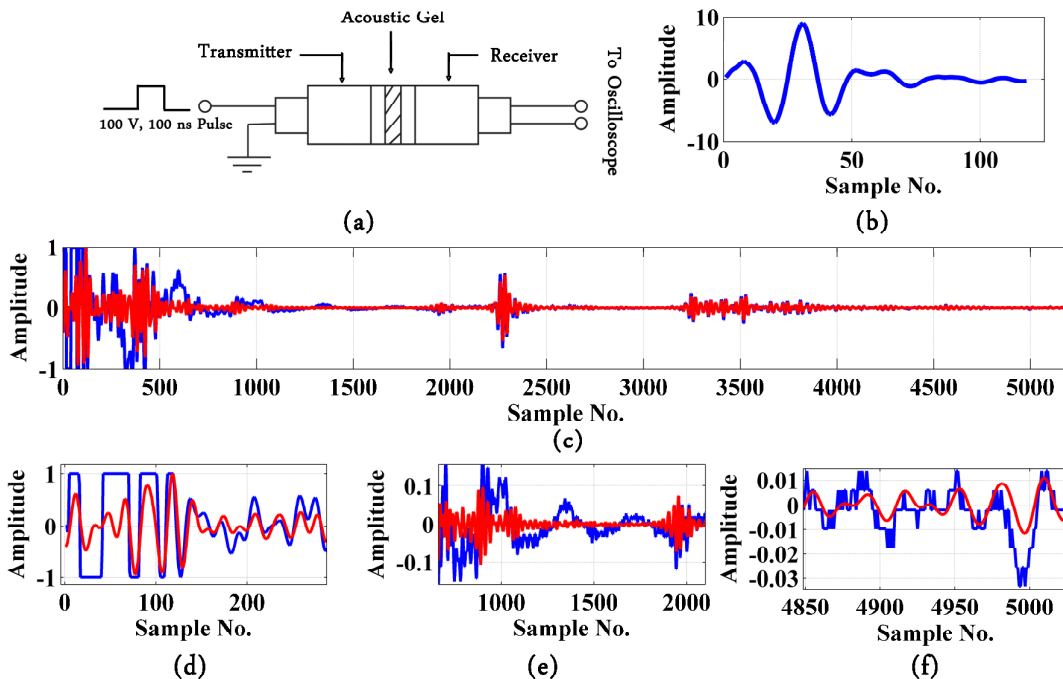 Acoustic Gel
Transmitter
Receiver
100 V, 100 ns Pulse
To Oscilloscope
(a)
Amplitude
10
0
-10
0 50 100
Sample No.
(b)
Amplitude
1
0
-1
0 500 1000 1500 2000 2500 3000 3500 4000 4500 5000
Sample No.
(c)
Amplitude
1
0
-1
0 100 200
Sample No.
(d)
Amplitude
0.1
0
-0.1
1000 1500 2000
Sample No.
(e)
Amplitude
0.01
0
-0.01
-0.02
-0.03
4850 4900 4950 5000
Sample No.
(f)